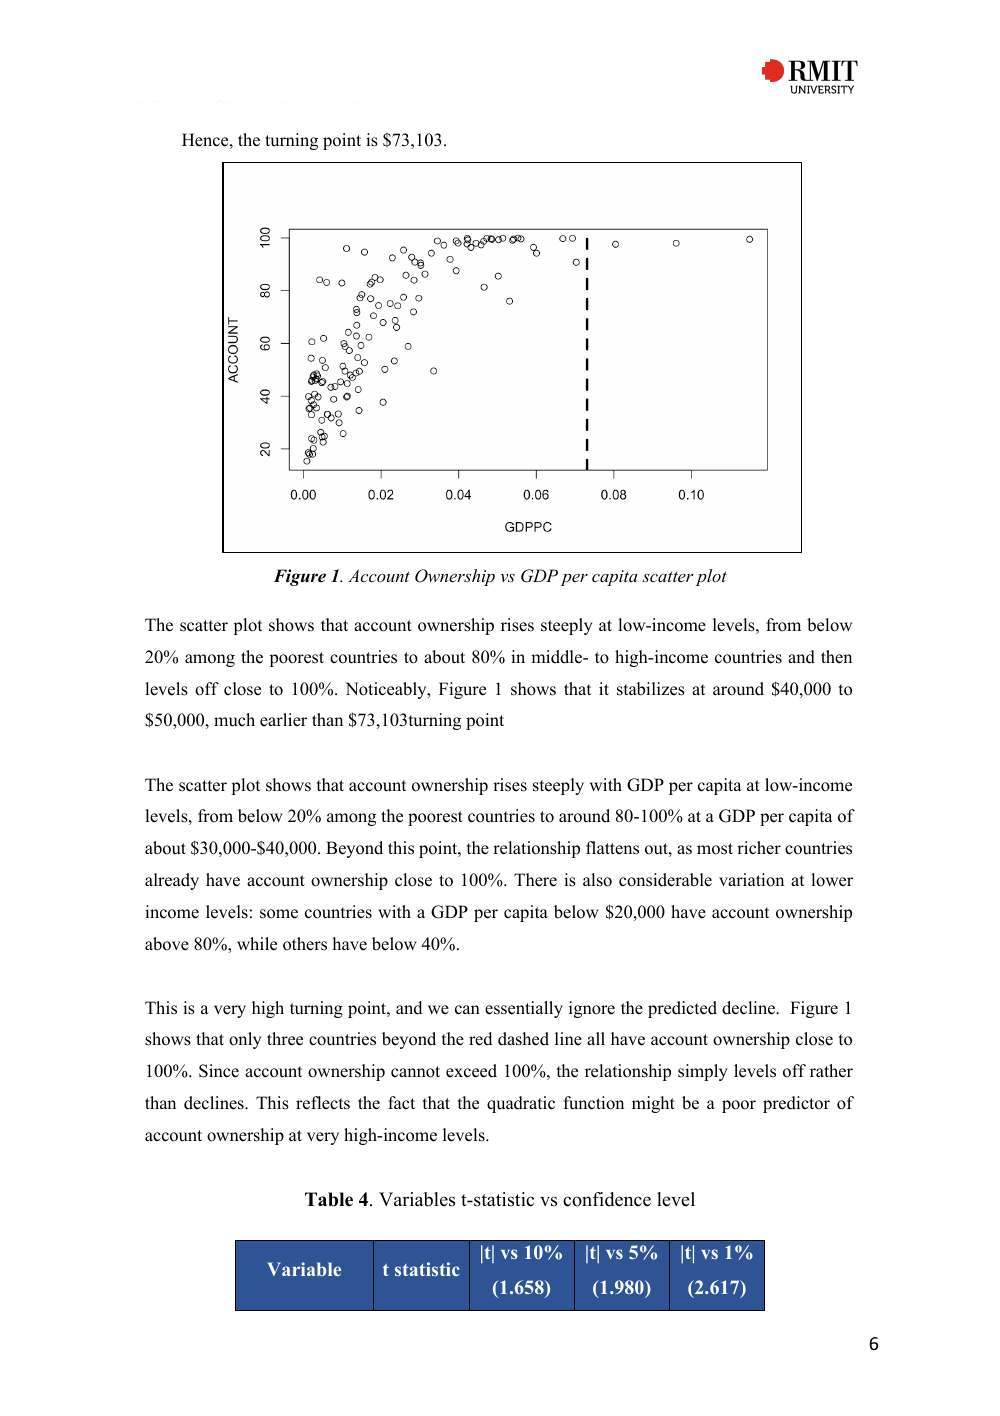 RMIT
UNIVERSITY
Hence, the turning point is $73,103.
ACCOUNT
100
80
60
40
20
0.00 0.02 0.04 0.06 0.08 0.10
GDPPC
Figure 1. Account Ownership vs GDP per capita scatter plot
The scatter plot shows that account ownership rises steeply at low-income levels, from below
20% among the poorest countries to about 80% in middle- to high-income countries and then
levels off close to 100%. Noticeably, Figure 1 shows that it stabilizes at around $40,000 to
$50,000, much earlier than $73,103turning point
The scatter plot shows that account ownership rises steeply with GDP per capita at low-income
levels, from below 20% among the poorest countries to around 80-100% at a GDP per capita of
about $30,000-$40,000. Beyond this point, the relationship flattens out, as most richer countries
already have account ownership close to 100%. There is also considerable variation at lower
income levels: some countries with a GDP per capita below $20,000 have account ownership
above 80%, while others have below 40%.
This is a very high turning point, and we can essentially ignore the predicted decline.  Figure 1
shows that only three countries beyond the red dashed line all have account ownership close to
100%. Since account ownership cannot exceed 100%, the relationship simply levels off rather
than declines. This reflects the fact that the quadratic function might be a poor predictor of
account ownership at very high-income levels.
Table 4. Variables t-statistic vs confidence level
Variable t statistic |t| vs 10% |t| vs 5% |t| vs 1%
(1.658) (1.980) (2.617)
6